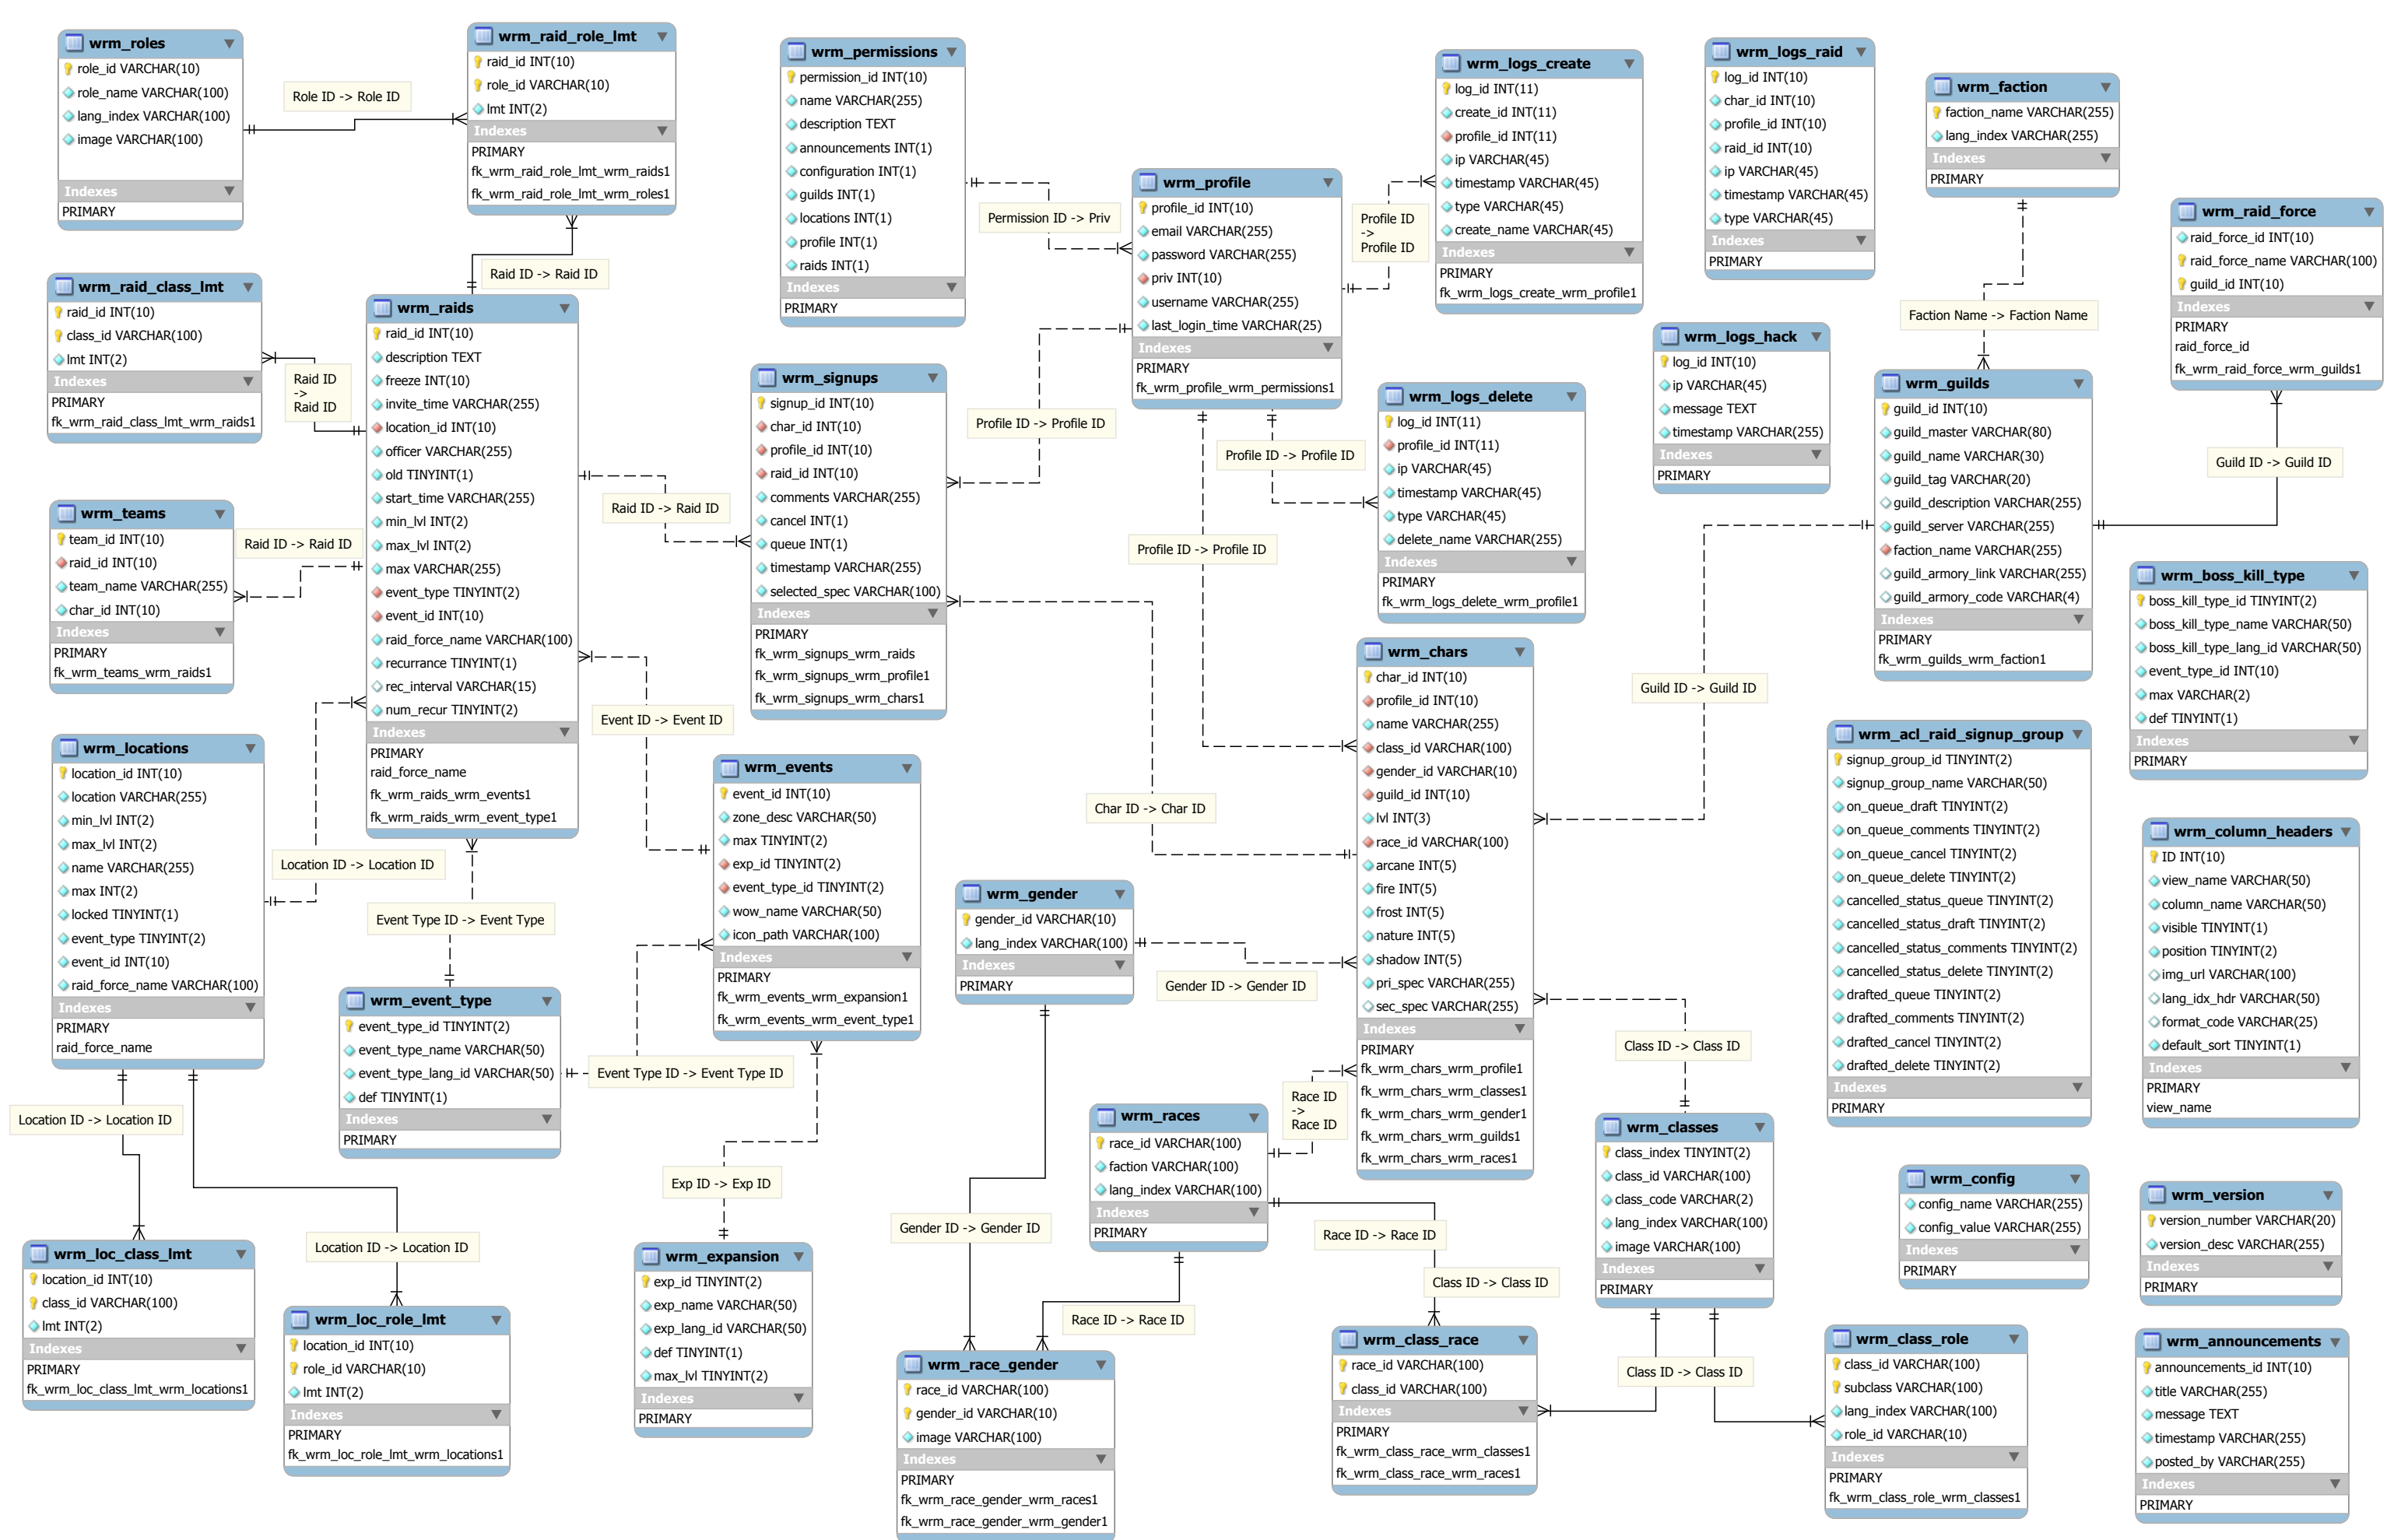 wrm_roles
role_id VARCHAR(10)
role_name VARCHAR(100)
lang_index VARCHAR(100)
image VARCHAR(100)
Indexes
PRIMARY
Role ID -> Role ID
wrm_raid_role_lmt
raid_id INT(10)
role_id VARCHAR(10)
lmt INT(2)
Indexes
PRIMARY
fk_wrm_raid_role_lmt_wrm_raids1
fk_wrm_raid_role_lmt_wrm_roles1
Raid ID -> Raid ID
wrm_permissions
permission_id INT(10)
name VARCHAR(255)
description TEXT
announcements INT(1)
configuration INT(1)
guilds INT(1)
locations INT(1)
profile INT(1)
raids INT(1)
Indexes
PRIMARY
Permission ID -> Priv
wrm_profile
profile_id INT(10)
email VARCHAR(255)
password VARCHAR(255)
priv INT(10)
username VARCHAR(255)
last_login_time VARCHAR(25)
Indexes
PRIMARY
fk_wrm_profile_wrm_permissions1
Profile ID
->
Profile ID
wrm_logs_create
log_id INT(11)
create_id INT(11)
profile_id INT(11)
ip VARCHAR(45)
timestamp VARCHAR(45)
type VARCHAR(45)
create_name VARCHAR(45)
Indexes
PRIMARY
fk_wrm_logs_create_wrm_profile1
wrm_logs_raid
log_id INT(10)
char_id INT(10)
profile_id INT(10)
raid_id INT(10)
ip VARCHAR(45)
timestamp VARCHAR(45)
type VARCHAR(45)
Indexes
PRIMARY
wrm_faction
faction_name VARCHAR(255)
lang_index VARCHAR(255)
Indexes
PRIMARY
Faction Name -> Faction Name
wrm_raid_force
raid_force_id INT(10)
raid_force_name VARCHAR(100)
guild_id INT(10)
Indexes
PRIMARY
raid_force_id
fk_wrm_raid_force_wrm_guilds1
Guild ID -> Guild ID
wrm_raid_class_lmt
raid_id INT(10)
class_id VARCHAR(100)
lmt INT(2)
Indexes
PRIMARY
fk_wrm_raid_class_lmt_wrm_raids1
Raid ID
->
Raid ID
wrm_raids
raid_id INT(10)
description TEXT
freeze INT(10)
invite_time VARCHAR(255)
location_id INT(10)
officer VARCHAR(255)
old TINYINT(1)
start_time VARCHAR(255)
min_lvl INT(2)
max_lvl INT(2)
max VARCHAR(255)
event_type TINYINT(2)
event_id INT(10)
raid_force_name VARCHAR(100)
recurrance TINYINT(1)
rec_interval VARCHAR(15)
num_recur TINYINT(2)
Indexes
PRIMARY
raid_force_name
fk_wrm_raids_wrm_events1
fk_wrm_raids_wrm_event_type1
Raid ID -> Raid ID
wrm_signups
signup_id INT(10)
char_id INT(10)
profile_id INT(10)
raid_id INT(10)
comments VARCHAR(255)
cancel INT(1)
queue INT(1)
timestamp VARCHAR(255)
selected_spec VARCHAR(100)
Indexes
PRIMARY
fk_wrm_signups_wrm_raids
fk_wrm_signups_wrm_profile1
fk_wrm_signups_wrm_chars1
Profile ID -> Profile ID
Profile ID -> Profile ID
Profile ID -> Profile ID
wrm_logs_delete
log_id INT(11)
profile_id INT(11)
ip VARCHAR(45)
timestamp VARCHAR(45)
type VARCHAR(45)
delete_name VARCHAR(255)
Indexes
PRIMARY
fk_wrm_logs_delete_wrm_profile1
wrm_logs_hack
log_id INT(10)
ip VARCHAR(45)
message TEXT
timestamp VARCHAR(255)
Indexes
PRIMARY
wrm_guilds
guild_id INT(10)
guild_master VARCHAR(80)
guild_name VARCHAR(30)
guild_tag VARCHAR(20)
guild_description VARCHAR(255)
guild_server VARCHAR(255)
faction_name VARCHAR(255)
guild_armory_link VARCHAR(255)
guild_armory_code VARCHAR(4)
Indexes
PRIMARY
fk_wrm_guilds_wrm_faction1
wrm_teams
team_id INT(10)
raid_id INT(10)
team_name VARCHAR(255)
char_id INT(10)
Indexes
PRIMARY
fk_wrm_teams_wrm_raids1
Raid ID -> Raid ID
Event ID -> Event ID
wrm_boss_kill_type
boss_kill_type_id TINYINT(2)
boss_kill_type_name VARCHAR(50)
boss_kill_type_lang_id VARCHAR(50)
event_type_id INT(10)
max VARCHAR(2)
def TINYINT(1)
Indexes
PRIMARY
Guild ID -> Guild ID
wrm_chars
char_id INT(10)
profile_id INT(10)
name VARCHAR(255)
class_id VARCHAR(100)
gender_id VARCHAR(10)
guild_id INT(10)
lvl INT(3)
race_id VARCHAR(100)
arcane INT(5)
fire INT(5)
frost INT(5)
nature INT(5)
shadow INT(5)
pri_spec VARCHAR(255)
sec_spec VARCHAR(255)
Indexes
PRIMARY
fk_wrm_chars_wrm_profile1
fk_wrm_chars_wrm_classes1
fk_wrm_chars_wrm_gender1
fk_wrm_chars_wrm_guilds1
fk_wrm_chars_wrm_races1
Char ID -> Char ID
wrm_locations
location_id INT(10)
location VARCHAR(255)
min_lvl INT(2)
max_lvl INT(2)
name VARCHAR(255)
max INT(2)
locked TINYINT(1)
event_type TINYINT(2)
event_id INT(10)
raid_force_name VARCHAR(100)
Indexes
PRIMARY
raid_force_name
Location ID -> Location ID
Event Type ID -> Event Type
wrm_events
event_id INT(10)
zone_desc VARCHAR(50)
max TINYINT(2)
exp_id TINYINT(2)
event_type_id TINYINT(2)
wow_name VARCHAR(50)
icon_path VARCHAR(100)
Indexes
PRIMARY
fk_wrm_events_wrm_expansion1
fk_wrm_events_wrm_event_type1
wrm_acl_raid_signup_group
signup_group_id TINYINT(2)
signup_group_name VARCHAR(50)
on_queue_draft TINYINT(2)
on_queue_comments TINYINT(2)
on_queue_cancel TINYINT(2)
on_queue_delete TINYINT(2)
cancelled_status_queue TINYINT(2)
cancelled_status_draft TINYINT(2)
cancelled_status_comments TINYINT(2)
cancelled_status_delete TINYINT(2)
drafted_queue TINYINT(2)
drafted_comments TINYINT(2)
drafted_cancel TINYINT(2)
drafted_delete TINYINT(2)
Indexes
PRIMARY
wrm_column_headers
ID INT(10)
view_name VARCHAR(50)
column_name VARCHAR(50)
visible TINYINT(1)
position TINYINT(2)
img_url VARCHAR(100)
lang_idx_hdr VARCHAR(50)
format_code VARCHAR(25)
default_sort TINYINT(1)
Indexes
PRIMARY
view_name
wrm_gender
gender_id VARCHAR(10)
lang_index VARCHAR(100)
Indexes
PRIMARY
Gender ID -> Gender ID
wrm_event_type
event_type_id TINYINT(2)
event_type_name VARCHAR(50)
event_type_lang_id VARCHAR(50)
def TINYINT(1)
Indexes
PRIMARY
Event Type ID -> Event Type ID
Class ID -> Class ID
Race ID
->
Race ID
wrm_races
race_id VARCHAR(100)
faction VARCHAR(100)
lang_index VARCHAR(100)
Indexes
PRIMARY
wrm_classes
class_index TINYINT(2)
class_id VARCHAR(100)
class_code VARCHAR(2)
lang_index VARCHAR(100)
image VARCHAR(100)
Indexes
PRIMARY
wrm_config
config_name VARCHAR(255)
config_value VARCHAR(255)
Indexes
PRIMARY
wrm_version
version_number VARCHAR(20)
version_desc VARCHAR(255)
Indexes
PRIMARY
Location ID -> Location ID
Location ID -> Location ID
Exp ID -> Exp ID
Gender ID -> Gender ID
Race ID -> Race ID
Class ID -> Class ID
Race ID -> Race ID
Class ID -> Class ID
wrm_loc_class_lmt
location_id INT(10)
class_id VARCHAR(100)
lmt INT(2)
Indexes
PRIMARY
fk_wrm_loc_class_lmt_wrm_locations1
wrm_loc_role_lmt
location_id INT(10)
role_id VARCHAR(10)
lmt INT(2)
Indexes
PRIMARY
fk_wrm_loc_role_lmt_wrm_locations1
wrm_expansion
exp_id TINYINT(2)
exp_name VARCHAR(50)
exp_lang_id VARCHAR(50)
def TINYINT(1)
max_lvl TINYINT(2)
Indexes
PRIMARY
wrm_race_gender
race_id VARCHAR(100)
gender_id VARCHAR(10)
image VARCHAR(100)
Indexes
PRIMARY
fk_wrm_race_gender_wrm_races1
fk_wrm_race_gender_wrm_gender1
wrm_class_race
race_id VARCHAR(100)
class_id VARCHAR(100)
Indexes
PRIMARY
fk_wrm_class_race_wrm_classes1
fk_wrm_class_race_wrm_races1
wrm_class_role
class_id VARCHAR(100)
subclass VARCHAR(100)
lang_index VARCHAR(100)
role_id VARCHAR(10)
Indexes
PRIMARY
fk_wrm_class_role_wrm_classes1
wrm_announcements
announcements_id INT(10)
title VARCHAR(255)
message TEXT
timestamp VARCHAR(255)
posted_by VARCHAR(255)
Indexes
PRIMARY